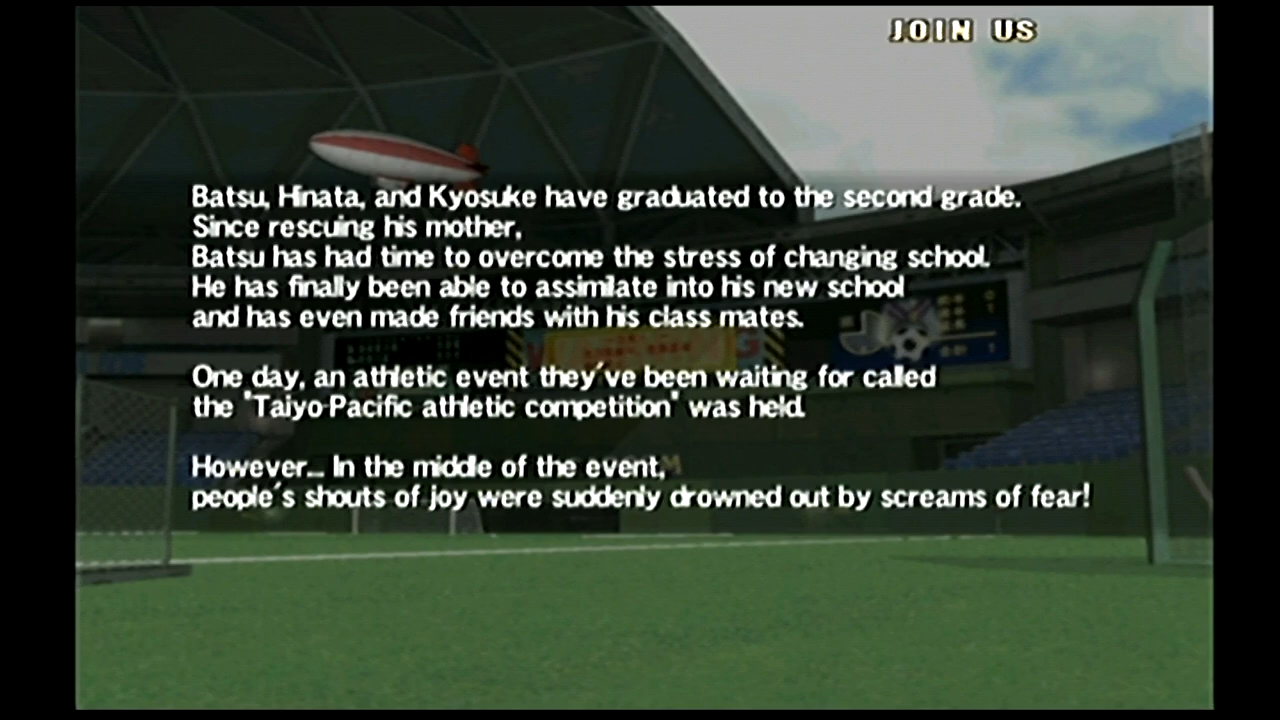 JOIN US
Batsu, Hinata, and Kyosuke have graduated to the second grade.
Since rescuing his mother,
Batsu has had time to overcome the stress of changing school.
He has finally been able to assimilate into his new school
and has even made friends with his class mates.
One day, an athletic event they've been waiting for called
the "Taiyo-Pacific athletic competition" was held.
However... In the middle of the event,
people's shouts of joy were suddenly drowned out by screams of fear!